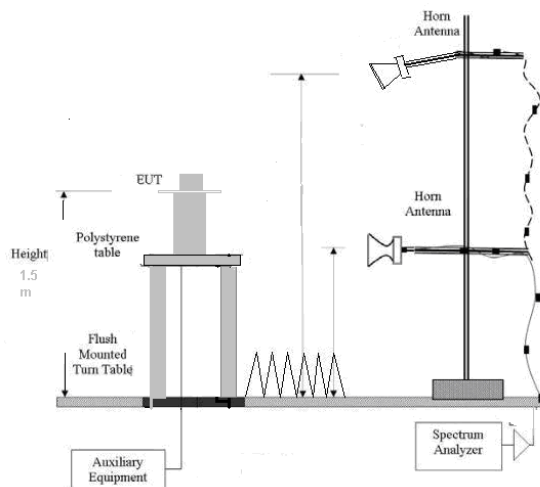 Horn
Antenna
EUT
Horn
Antenna
Polystyrene
table
Height
1.5
m
Flush
Mounted
Turn Table
Auxiliary
Equipment
Spectrum
Analyzer